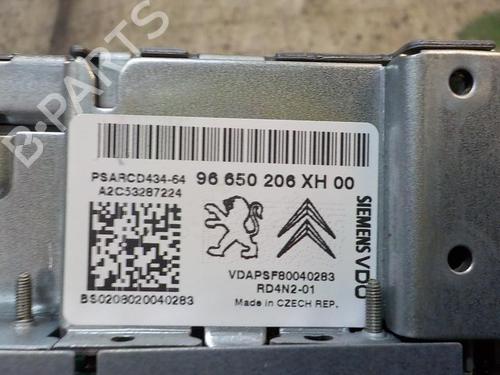 B-PARTS
PSARCD434-64 96 650 206 XH 00
A2C53287224
SIEMENS VDO
VDAPSF80040283
RD4N2-01
BS0208020040283 Made in CZECH REP.